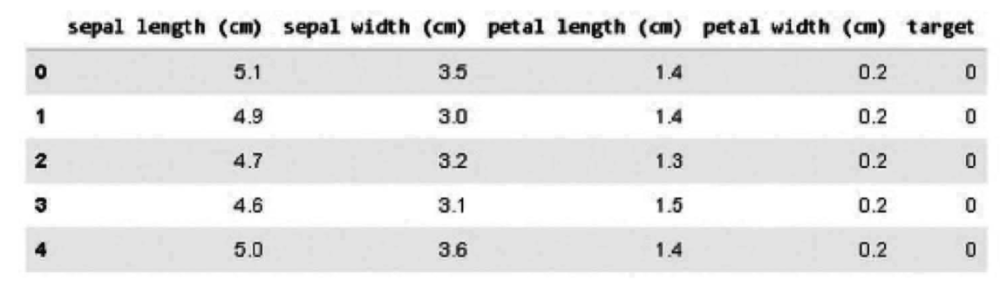 sepal length (cm) sepal width (cm) petal length (cm) petal width (cm) target
0 5.1 3.5 1.4 0.2 0
1 4.9 3.0 1.4 0.2 0
2 4.7 3.2 1.3 0.2 0
3 4.6 3.1 1.5 0.2 0
4 5.0 3.6 1.4 0.2 0